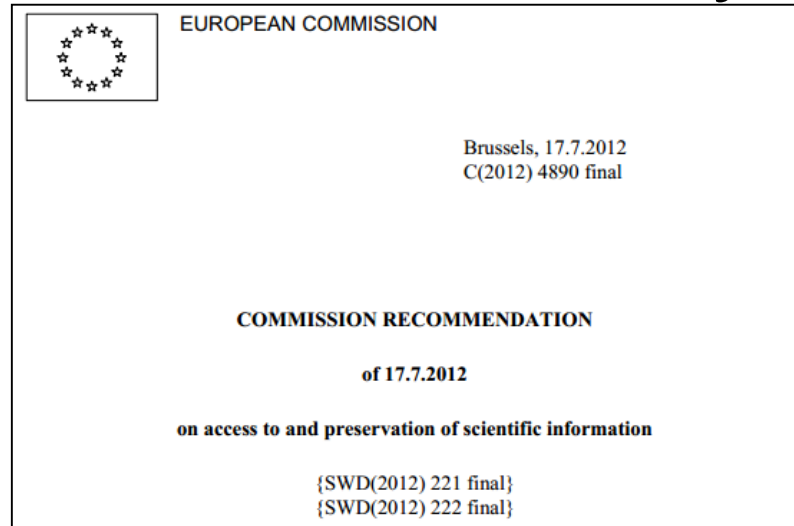 EUROPEAN COMMISSION
Brussels, 17.7.2012
C(2012) 4890 final
COMMISSION RECOMMENDATION
of 17.7.2012
on access to and preservation of scientific information
{SWD(2012) 221 final}
{SWD(2012) 222 final}